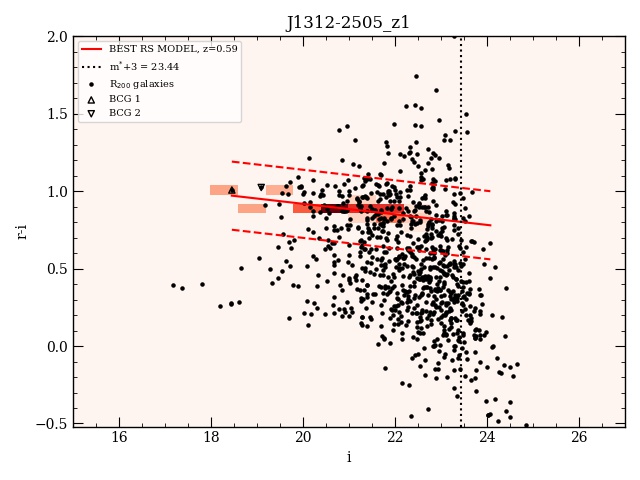 J1312-2505_z1
BEST RS MODEL, z=0.59
m*+3 = 23.44
R200 galaxies
BCG 1
BCG 2
2.0
1.5
1.0
0.5
0.0
−0.5
r-i
16 18 20 22 24 26
i